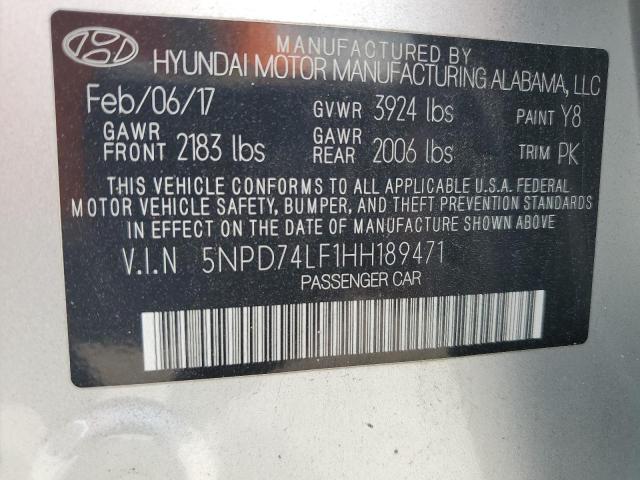 MANUFACTURED BY
HYUNDAI MOTOR MANUFACTURING ALABAMA, LLC
Feb/06/17 GVWR 3924 lbs PAINT Y8
GAWR FRONT 2183 lbs GAWR REAR 2006 lbs TRIM PK
THIS VEHICLE CONFORMS TO ALL APPLICABLE U.S.A. FEDERAL
MOTOR VEHICLE SAFETY, BUMPER, AND THEFT PREVENTION STANDARDS
IN EFFECT ON THE DATE OF MANUFACTURE SHOWN ABOVE.
V.I.N 5NPD74LF1HH189471
PASSENGER CAR